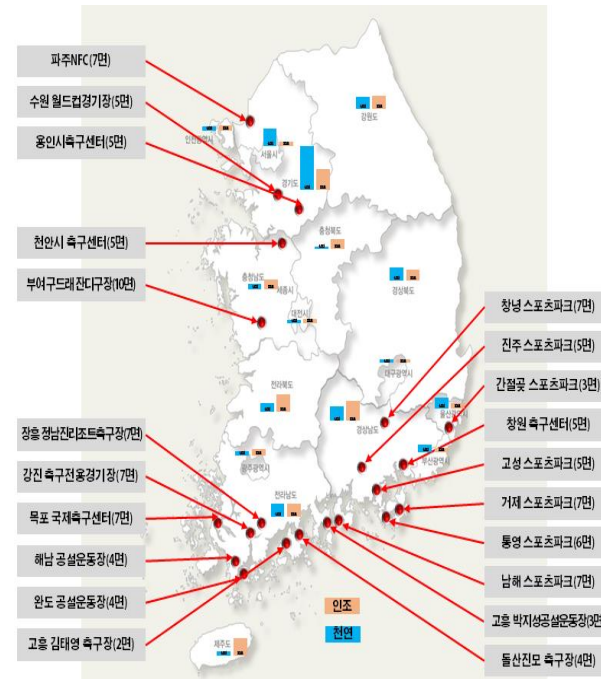 파주NFC(7면)
수원 월드컵경기장(5면)
용인시축구센터(5면)
천안시 축구센터(5면)
부여구드래잔디구장(10면)
장흥 정남진리조트축구장(7면)
강진 축구전용경기장(7면)
목포 국제축구센터(7면)
해남 공설운동장(4면)
완도 공설운동장(4면)
고흥 김태영 축구장(2면)
강원도
인천광역시
서울시
경기도
충청북도
충청남도
세종시
대전시
경상북도
대구광역시
전라북도
경상남도
울산광역시
부산광역시
광주광역시
전라남도
제주도
인조
천연
창녕 스포츠파크(7면)
진주 스포츠파크(5면)
간절곶 스포츠파크(3면)
창원 축구센터(5면)
고성 스포츠파크(5면)
거제 스포츠파크(7면)
통영 스포츠파크(6면)
남해 스포츠파크(7면)
고흥 박지성공설운동장(3면
돌산진모 축구장(4면)